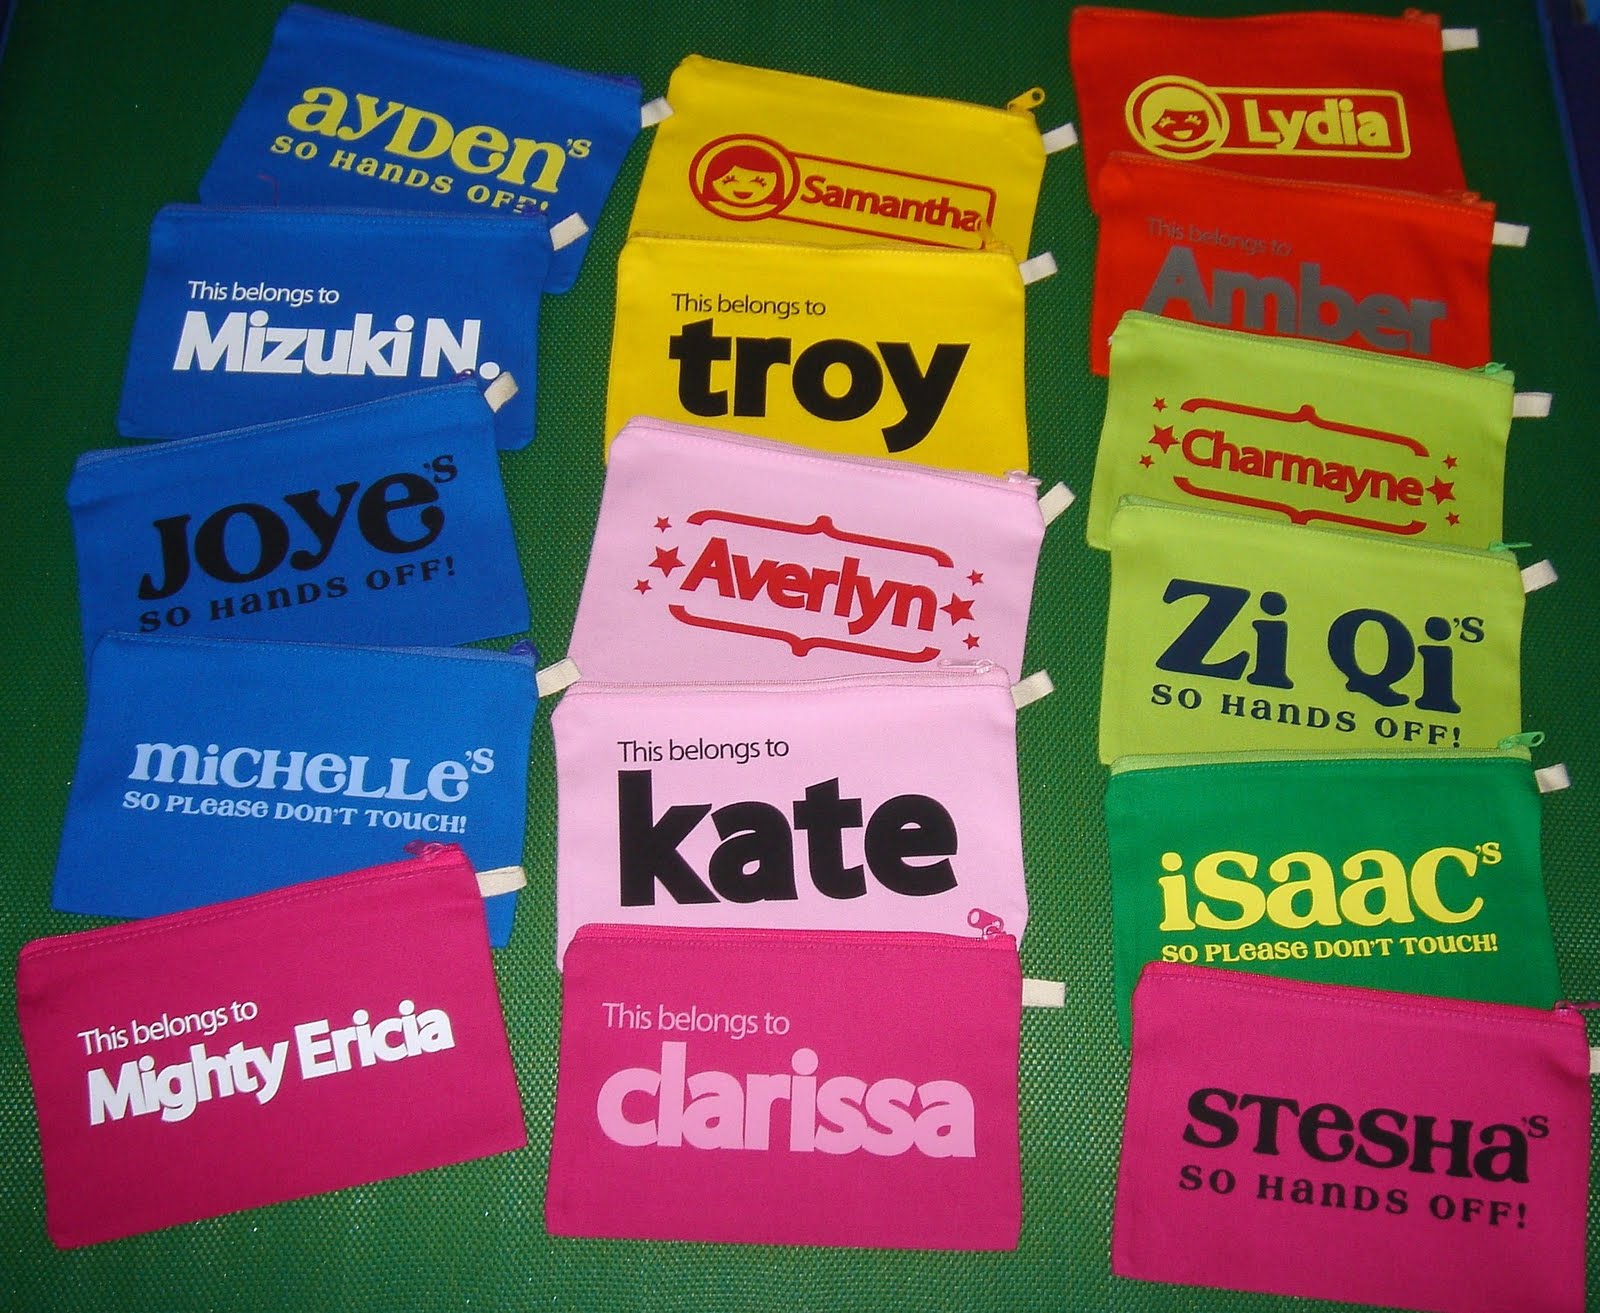 aYDen's
SO HanDS OFF!
This belongs to
Mizuki N.
JOYe's
SO HanDS OFF!
miCHeLLe's
SO PLease DON'T TOUCH!
This belongs to
Mighty Ericia
Samantha
This belongs to
troy
Averlyn
This belongs to
kate
This belongs to
clarissa
Lydia
This belongs to
Amber
Charmayne
Zi Qi's
SO HanDS OFF!
isaac's
SO PLease DON'T TOUCH!
STeSHa's
SO HanDS OFF!